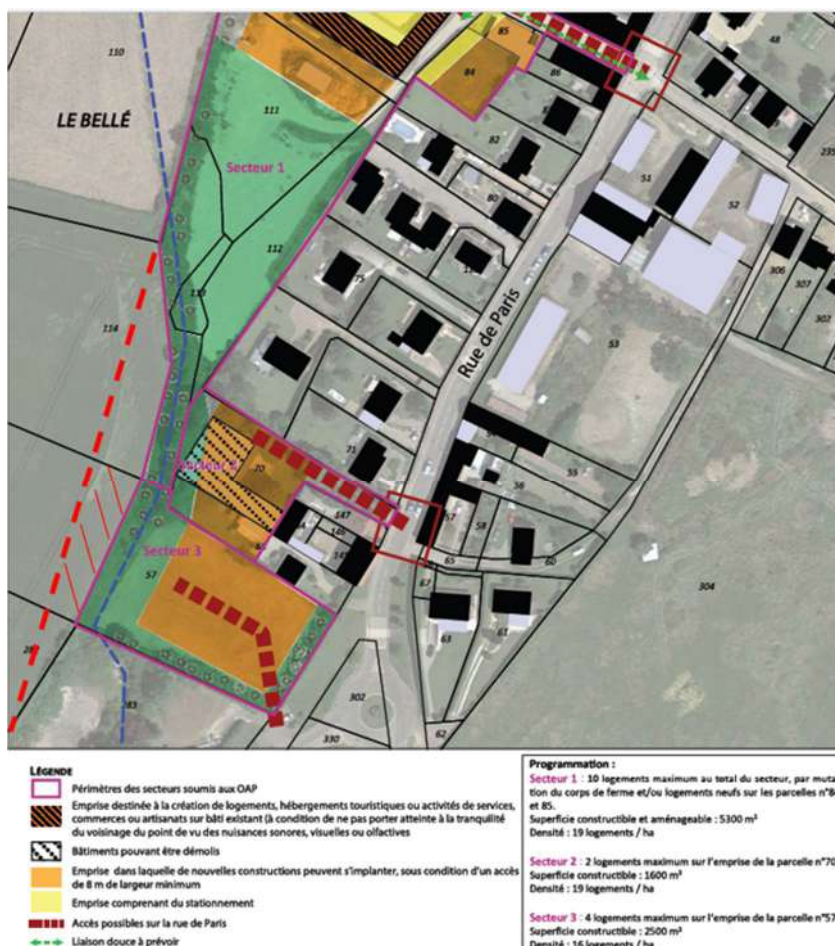 110
LE BELLÉ
111
Secteur 1
112
113
114
85
84
86
82
80
48
51
52
235
306
307
302
53
75
Rue de Paris
71
70
147
146
Secteur 3
57
55
56
57
58
65
60
67
63
61
62
304
302
330
283
LÉGENDE
Périmètres des secteurs soumis aux OAP
Emprise destinée à la création de logements, hébergements touristiques ou activités de services,
commerces ou artisanats sur bâti existant (à condition de ne pas porter atteinte à la tranquilité
du voisinage du point de vu des nuisances sonores, visuelles ou olfactives
Bâtiments pouvant être démolis
Emprise dans laquelle de nouvelles constructions peuvent s'implanter, sous condition d'un accès
de 8 m de largeur minimum
Emprise comprenant du stationnement
Accès possibles sur la rue de Paris
Liaison douce à prévoir
Programmation :
Secteur 1 : 10 logements maximum au total du secteur, par muta-
tion du corps de ferme et/ou logements neufs sur les parcelles n°84
et 85.
Superficie constructible et aménageable : 5300 m²
Densité : 19 logements / ha
Secteur 2 : 2 logements maximum sur l'emprise de la parcelle n°70
Superficie constructible : 1600 m²
Densité : 19 logements / ha
Secteur 3 : 4 logements maximum sur l'emprise de la parcelle n°57
Superficie constructible : 2500 m²
Densité : 16 logements / ha